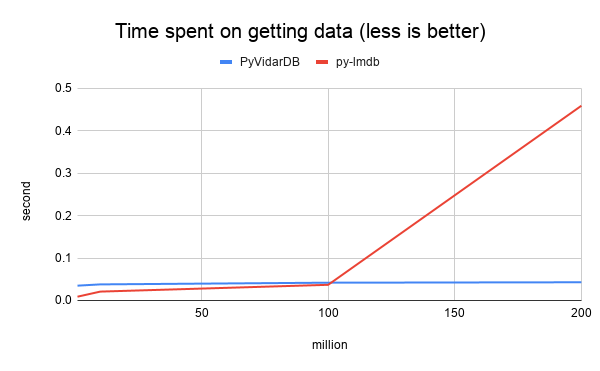 Time spent on getting data (less is better)
PyVidarDB py-lmdb
0.5
0.4
0.3
0.2
0.1
0.0
second
50 100 150 200
million